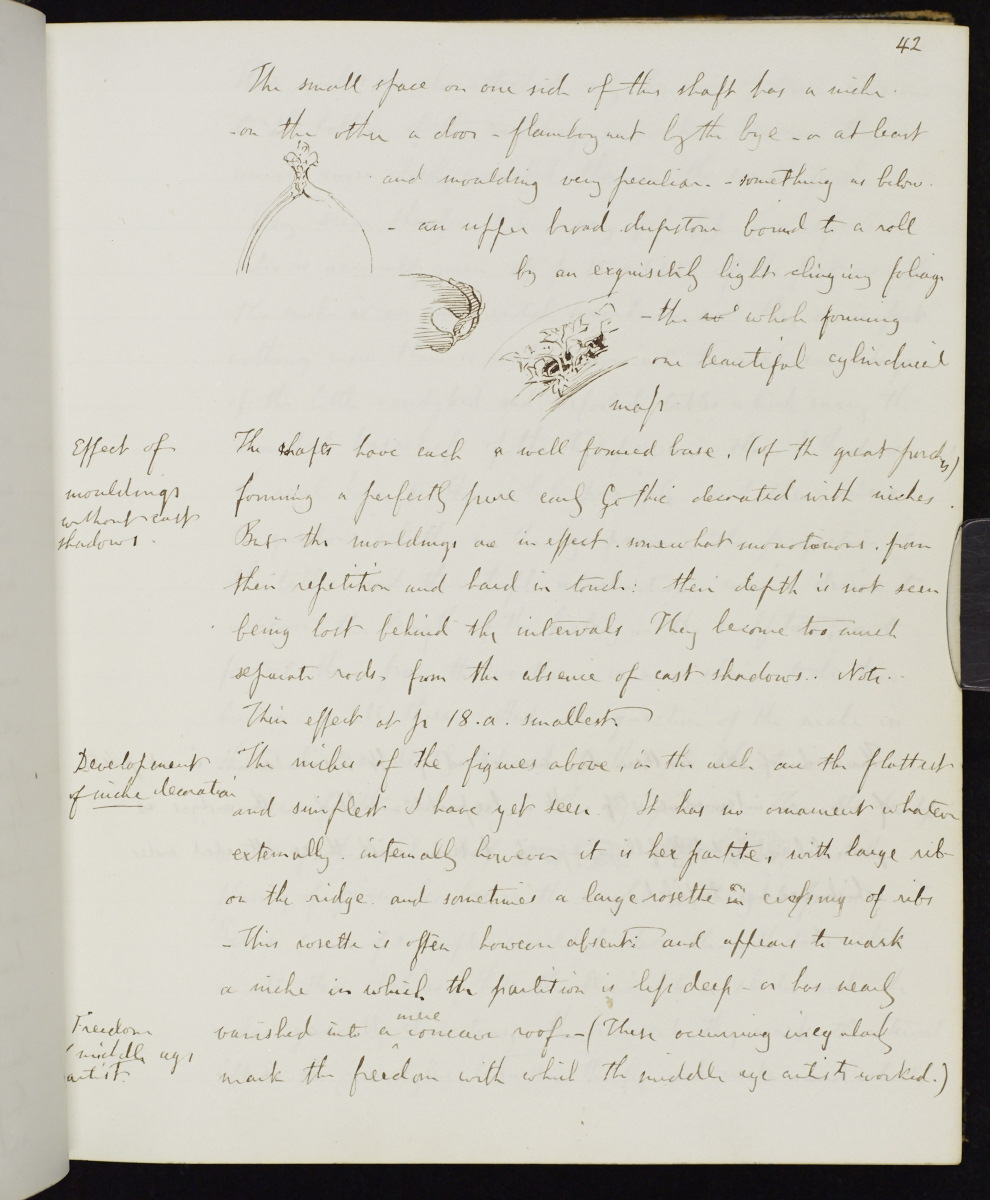 42
The small space on one side of this shaft has a niche.
- on the other a door - flamboyant by the bye - or at least
and moulding very peculiar. - something as below.
- an upper broad dripstone bound to a roll
by an exquisitely light clinging foliage
- the whole forming
one beautiful cylindrical
mass
Effect of
mouldings
without cast
shadows.
The shafts have each a well formed base. (of the great porches)
forming a perfectly pure early Gothic decorated with niches.
But the mouldings are in effect. somewhat monotonous. from
their repetition and hard in touch: their depth is not seen
being lost behind the intervals They become too much
separate rods. from the absence of cast shadows.. Note..
Their effect at p 18.a. smallest.
Development
of niche decoration
The niches of the figures above, in the arch are the flattest
and simplest I have yet seen. It has no ornament whatever
externally. internally however it is hexpartite, with large rib
on the ridge. and sometimes a large rosette in crossing of ribs
- This rosette is often however absent: and appears to mark
a niche in which the partition is less deep - or has nearly
Freedom
middle ages
artist.
vanished into a mere concave roof. - (These occurring irregularly
mark the freedom with which the middle age artists worked.)